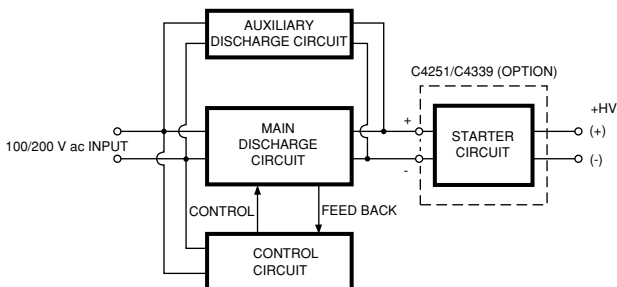 AUXILIARY
DISCHARGE CIRCUIT
C4251/C4339 (OPTION)
+HV
100/200 V ac INPUT
MAIN
DISCHARGE
CIRCUIT
+
-
STARTER
CIRCUIT
(+)
(-)
CONTROL
FEED BACK
CONTROL
CIRCUIT